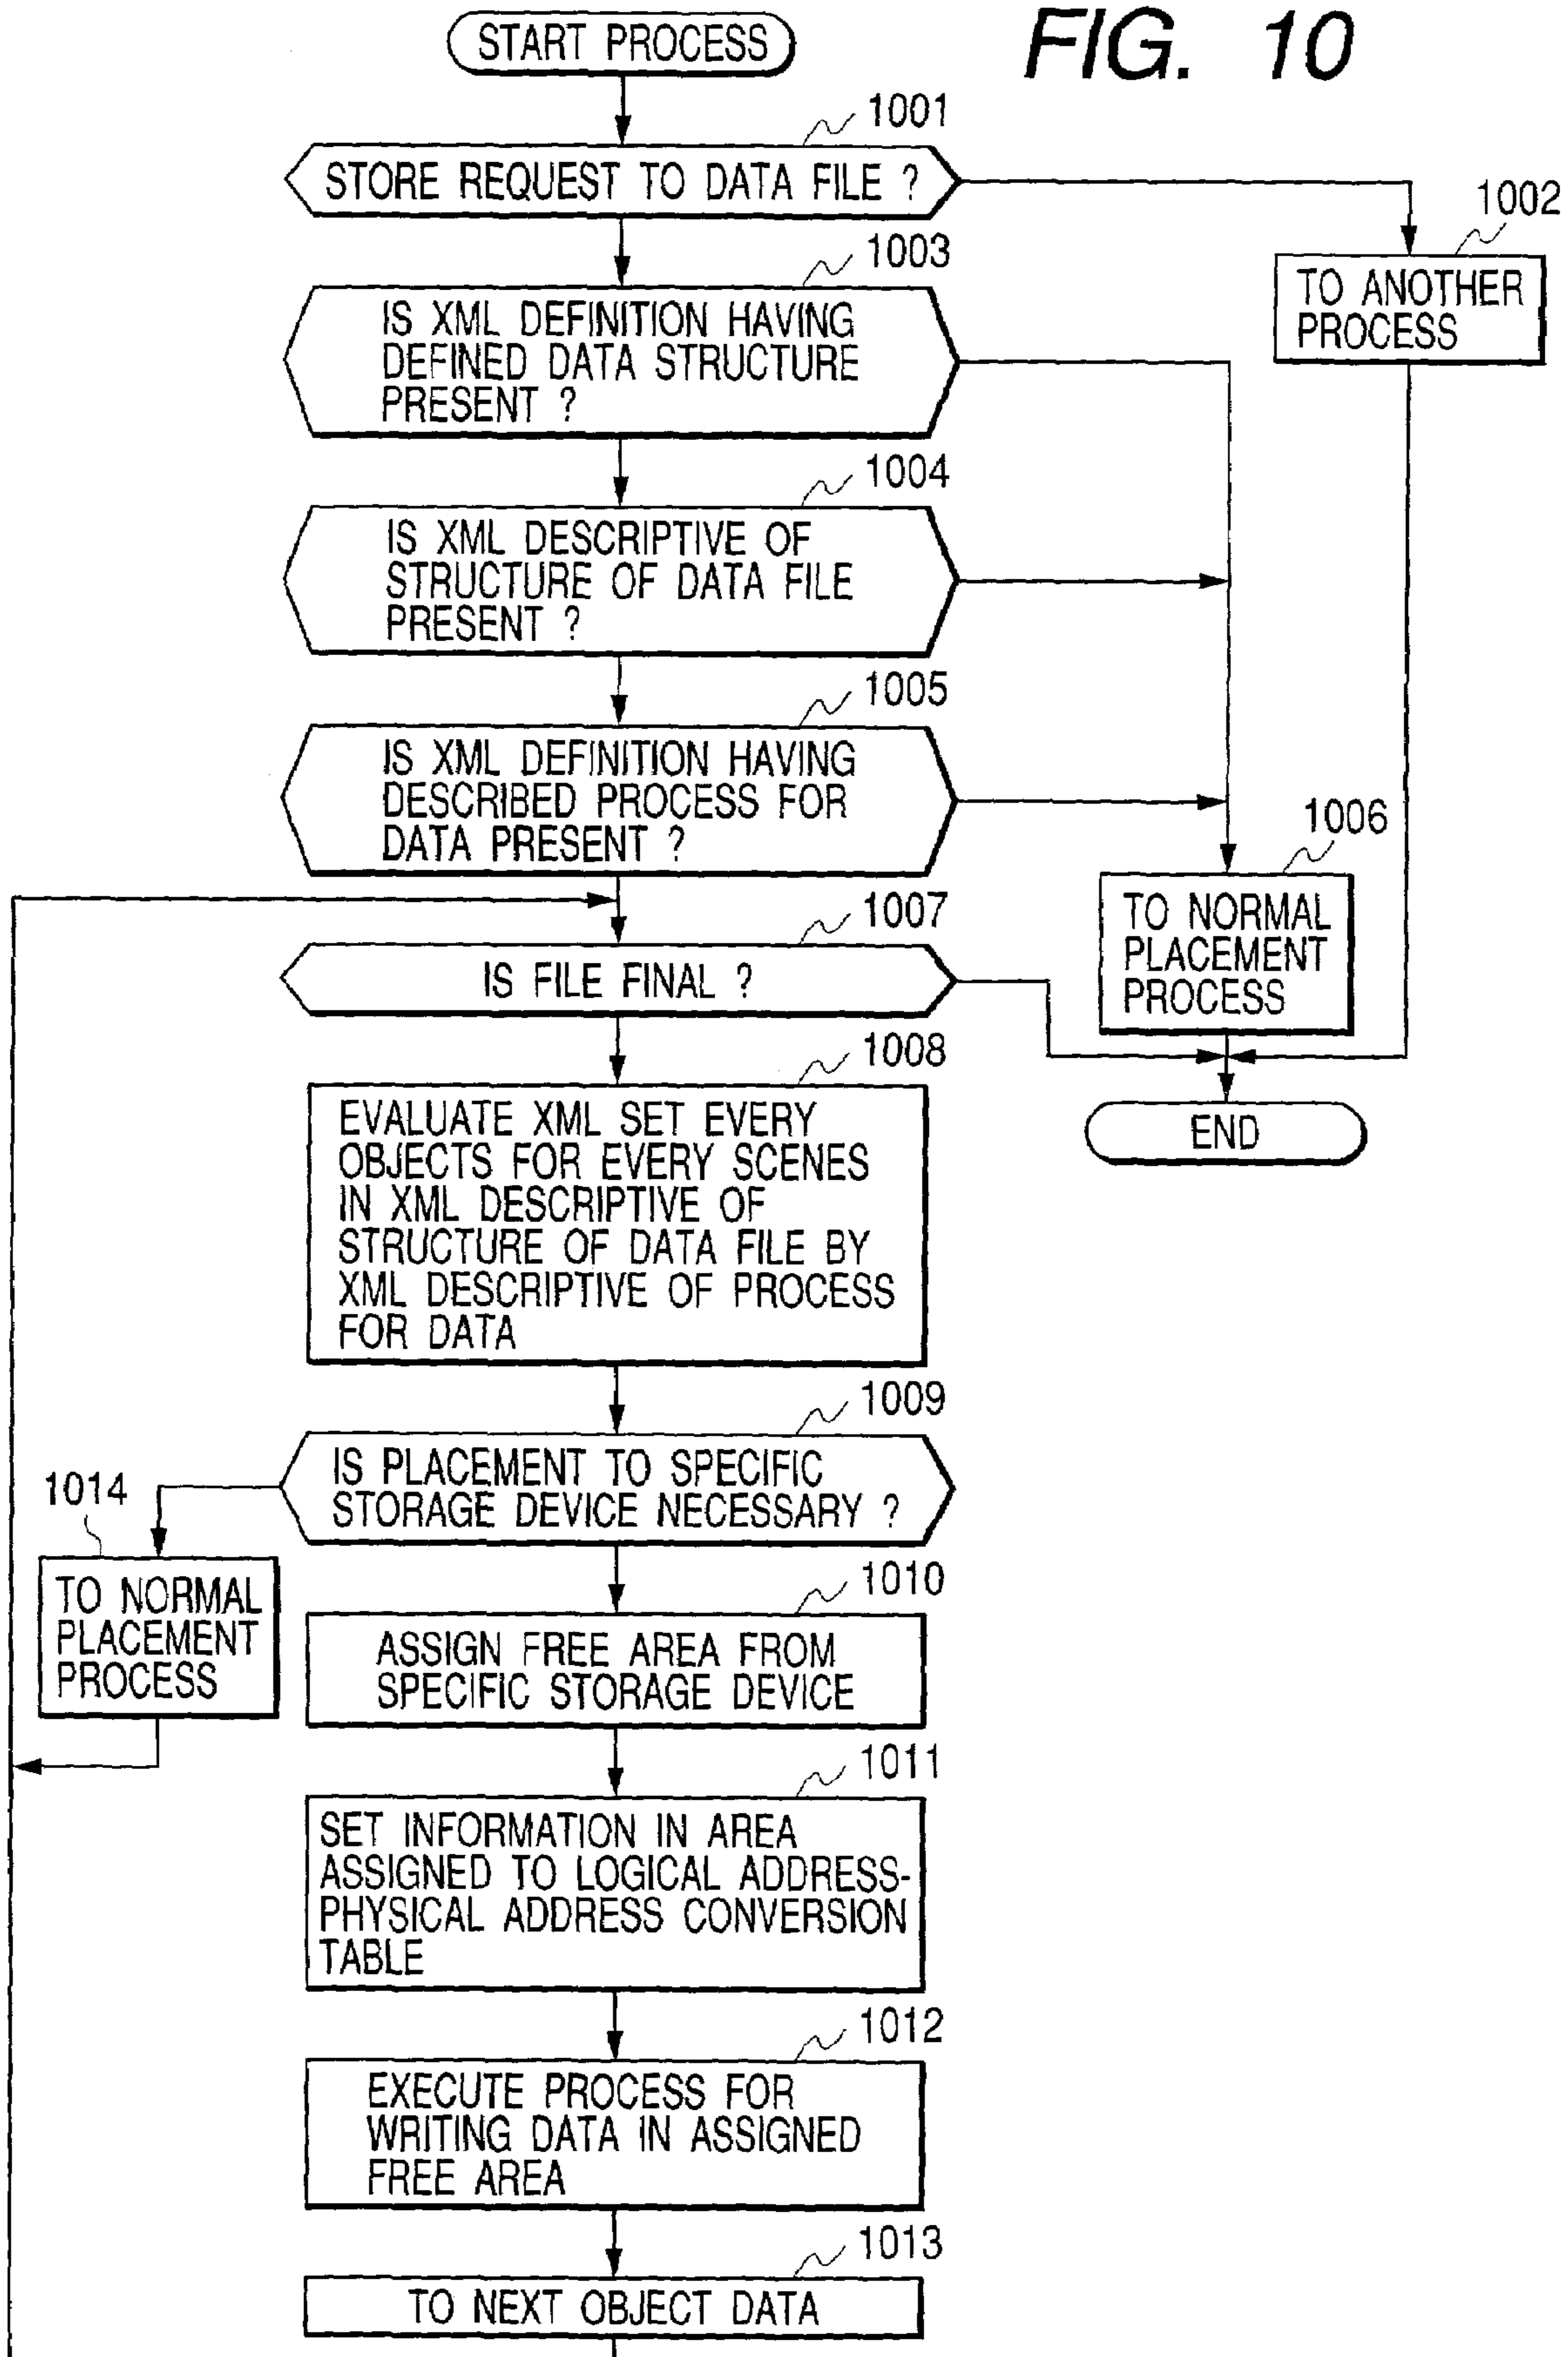 FIG. 10
START PROCESS
1001
STORE REQUEST TO DATA FILE ?
1002
TO ANOTHER
PROCESS
1003
IS XML DEFINITION HAVING
DEFINED DATA STRUCTURE
PRESENT ?
1004
IS XML DESCRIPTIVE OF
STRUCTURE OF DATA FILE
PRESENT ?
1005
IS XML DEFINITION HAVING
DESCRIBED PROCESS FOR
DATA PRESENT ?
1006
TO NORMAL
PLACEMENT
PROCESS
1007
IS FILE FINAL ?
END
1008
EVALUATE XML SET EVERY
OBJECTS FOR EVERY SCENES
IN XML DESCRIPTIVE OF
STRUCTURE OF DATA FILE BY
XML DESCRIPTIVE OF PROCESS
FOR DATA
1009
IS PLACEMENT TO SPECIFIC
STORAGE DEVICE NECESSARY ?
1014
TO NORMAL
PLACEMENT
PROCESS
1010
ASSIGN FREE AREA FROM
SPECIFIC STORAGE DEVICE
1011
SET INFORMATION IN AREA
ASSIGNED TO LOGICAL ADDRESS-
PHYSICAL ADDRESS CONVERSION
TABLE
1012
EXECUTE PROCESS FOR
WRITING DATA IN ASSIGNED
FREE AREA
1013
TO NEXT OBJECT DATA